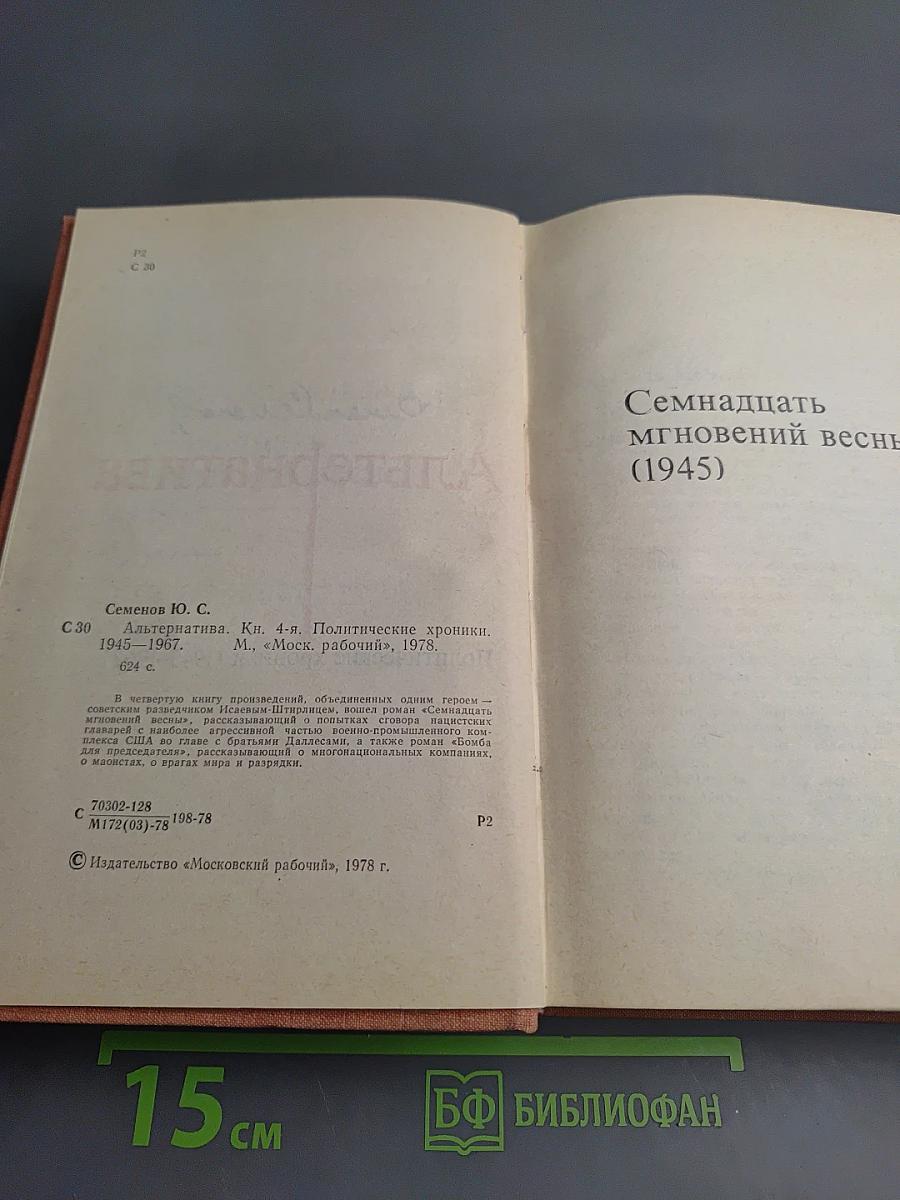 Р2
С 30
Семенов Ю. С.
С 30 Альтернатива. Кн. 4-я. Политические хроники.
1945—1967. М., «Моск. рабочий», 1978.
624 с.
В четвертую книгу произведений, объединенных одним героем —
советским разведчиком Исаевым-Штирлицем, вошел роман «Семнадцать
мгновений весны», рассказывающий о попытках сговора нацистских
главарей с наиболее агрессивной частью военно-промышленного ком-
плекса США во главе с братьями Даллесами, а также роман «Бомба
для председателя», рассказывающий о многонациональных компаниях,
о маоистах, о врагах мира и разрядки.
С 70302-128
М172(03)-78 198-78 Р2
© Издательство «Московский рабочий», 1978 г.
Семнадцать
мгновений весны
(1945)
15 см БФ БИБЛИОФАН